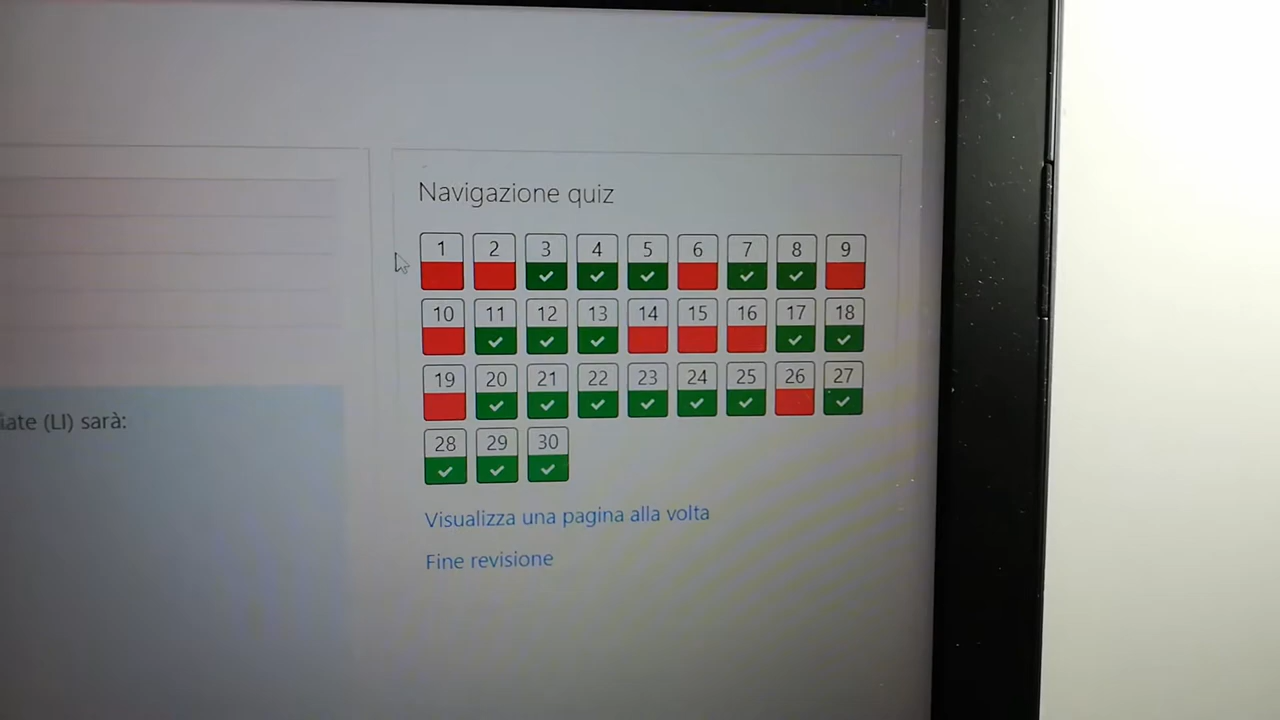 Navigazione quiz
1 2 3 4 5 6 7 8 9
10 11 12 13 14 15 16 17 18
19 20 21 22 23 24 25 26 27
iate (LI) sarà:
28 29 30
Visualizza una pagina alla volta
Fine revisione